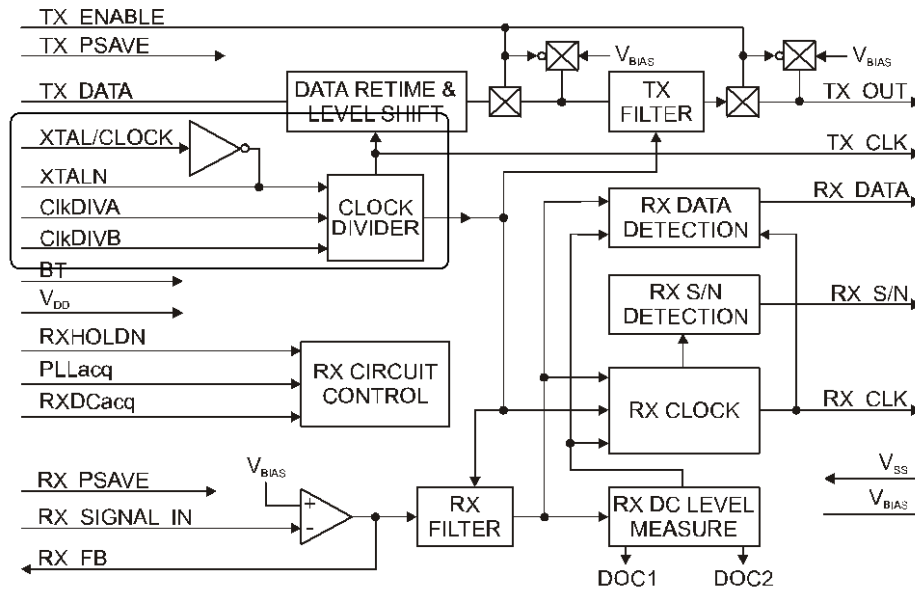 TX ENABLE
TX PSAVE
V_BIAS
V_BIAS
TX DATA
DATA RETIME &
LEVEL SHIFT
TX
FILTER
TX OUT
XTAL/CLOCK
TX CLK
XTALN
ClkDIVA
ClkDIVB
CLOCK
DIVIDER
RX DATA
DETECTION
RX DATA
BT
V_DD
RX S/N
DETECTION
RX S/N
RXHOLDN
PLLacq
RXDCacq
RX CIRCUIT
CONTROL
RX CLOCK
RX CLK
RX PSAVE
V_BIAS
V_SS
RX SIGNAL IN
+
-
RX
FILTER
RX DC LEVEL
MEASURE
V_BIAS
RX FB
DOC1
DOC2